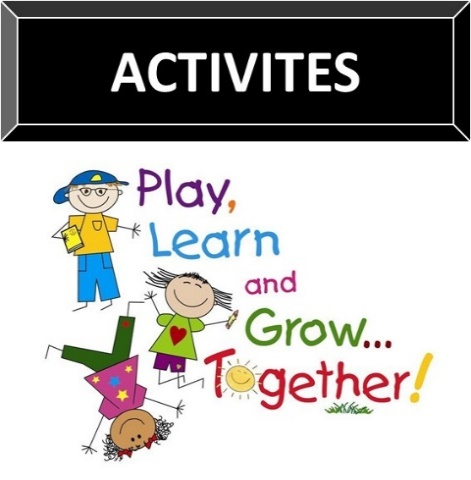 ACTIVITES
Play,
Learn
and
Grow...
Together!